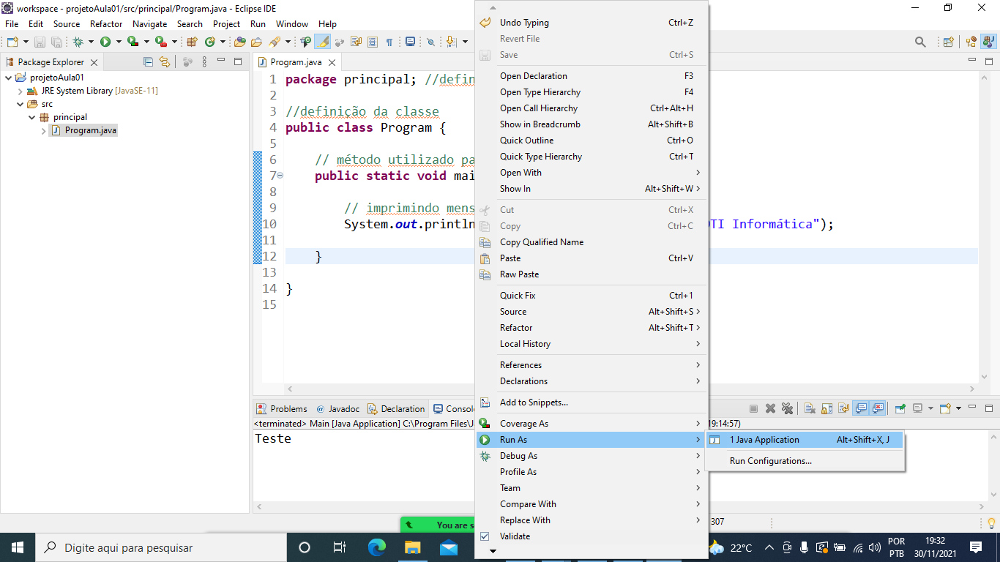 workspace - projetoAula01/src/principal/Program.java - Eclipse IDE
File Edit Source Refactor Navigate Search Project Run Window Help
Package Explorer
projetoAula01
JRE System Library [JavaSE-11]
src
principal
Program.java
Program.java
1 package principal; //defin
2
3 //definição da classe
4 public class Program {
5
6 // método utilizado pa
7 public static void mai
8
9 // imprimindo mens
10 System.out.println TI Informática");
11
12 }
13
14 }
15
Undo Typing Ctrl+Z
Revert File
Save Ctrl+S
Open Declaration F3
Open Type Hierarchy F4
Open Call Hierarchy Ctrl+Alt+H
Show in Breadcrumb Alt+Shift+B
Quick Outline Ctrl+O
Quick Type Hierarchy Ctrl+T
Open With
Show In Alt+Shift+W
Cut Ctrl+X
Copy Ctrl+C
Copy Qualified Name
Paste Ctrl+V
Raw Paste
Quick Fix Ctrl+1
Source Alt+Shift+S
Refactor Alt+Shift+T
Local History
References
Declarations
Add to Snippets...
Coverage As
Run As
Debug As
Profile As
Team
Compare With
Replace With
Validate
1 Java Application Alt+Shift+X, J
Run Configurations...
Problems Javadoc Declaration Conso
<terminated> Main [Java Application] C:\Program Files\J 19:14:57)
Teste
You are s
307
Digite aqui para pesquisar
22°C
POR
PTB
19:32
30/11/2021